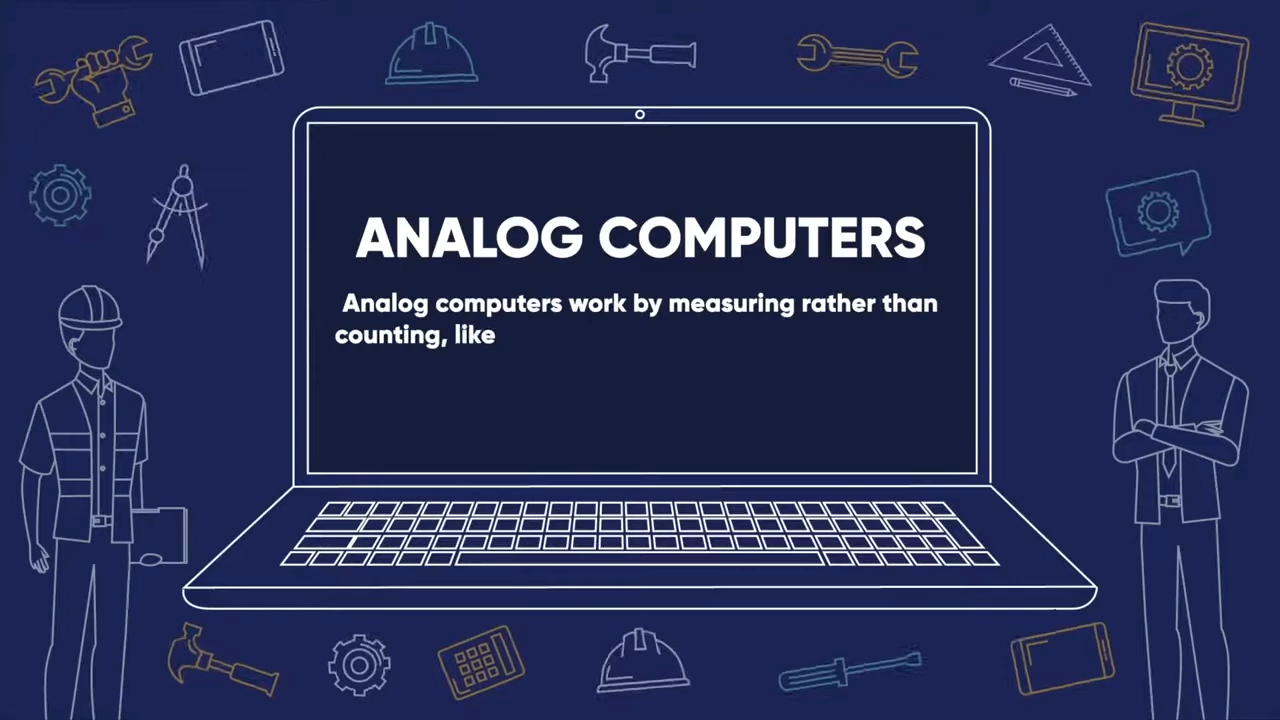 ANALOG COMPUTERS
Analog computers work by measuring rather than
counting, like